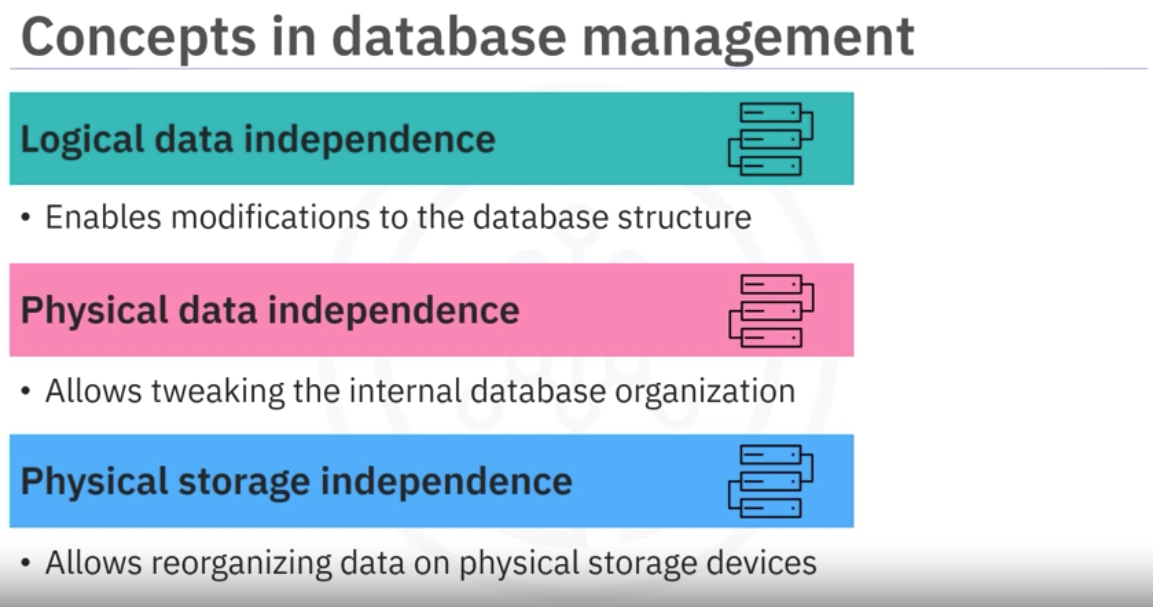 Concepts in database management
Logical data independence
• Enables modifications to the database structure
Physical data independence
• Allows tweaking the internal database organization
Physical storage independence
• Allows reorganizing data on physical storage devices